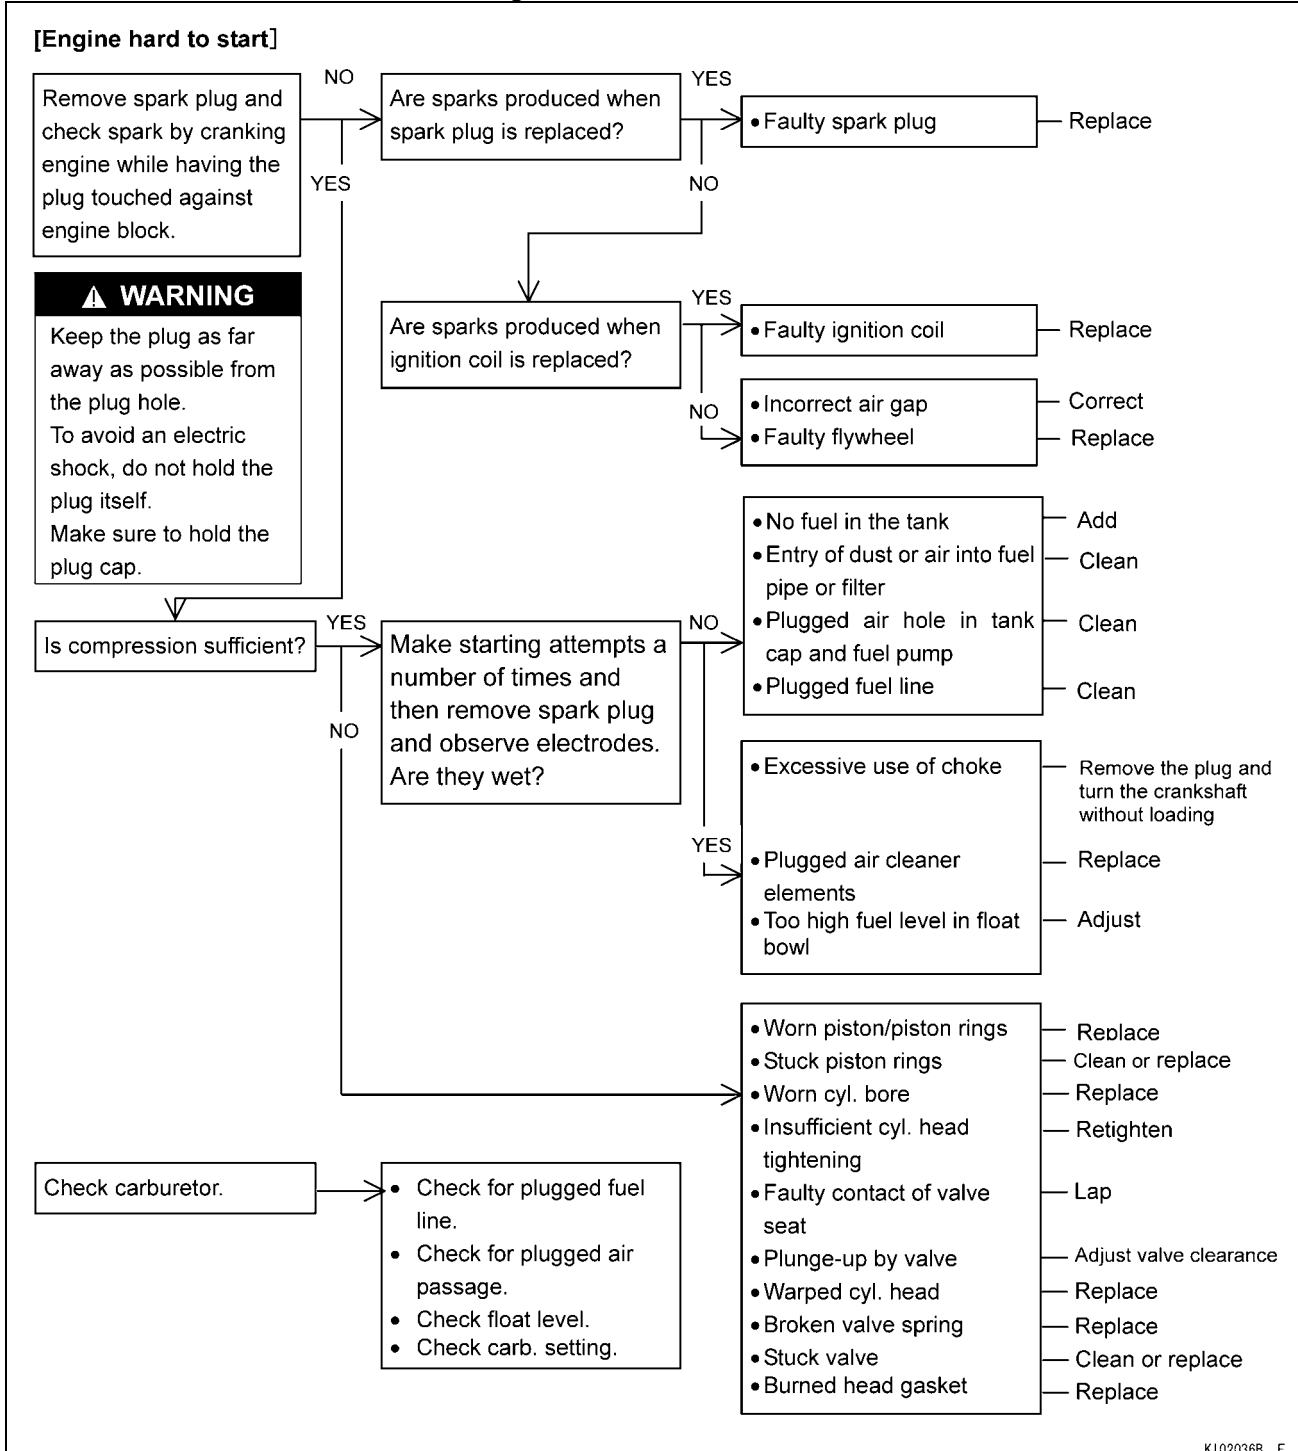 [Engine hard to start]
Remove spark plug and
check spark by cranking
engine while having the
plug touched against
engine block.
NO
YES
Are sparks produced when
spark plug is replaced?
YES
NO
• Faulty spark plug
Replace
⚠ WARNING
Keep the plug as far
away as possible from
the plug hole.
To avoid an electric
shock, do not hold the
plug itself.
Make sure to hold the
plug cap.
Are sparks produced when
ignition coil is replaced?
YES
NO
• Faulty ignition coil
Replace
• Incorrect air gap
Correct
• Faulty flywheel
Replace
Is compression sufficient?
YES
NO
Make starting attempts a
number of times and
then remove spark plug
and observe electrodes.
Are they wet?
NO
YES
• No fuel in the tank
Add
• Entry of dust or air into fuel
pipe or filter
Clean
• Plugged air hole in tank
cap and fuel pump
Clean
• Plugged fuel line
Clean
• Excessive use of choke
Remove the plug and
turn the crankshaft
without loading
• Plugged air cleaner
elements
Replace
• Too high fuel level in float
bowl
Adjust
• Worn piston/piston rings
Replace
• Stuck piston rings
Clean or replace
• Worn cyl. bore
Replace
• Insufficient cyl. head
tightening
Retighten
• Faulty contact of valve
seat
Lap
• Plunge-up by valve
Adjust valve clearance
• Warped cyl. head
Replace
• Broken valve spring
Replace
• Stuck valve
Clean or replace
• Burned head gasket
Replace
Check carburetor.
• Check for plugged fuel
line.
• Check for plugged air
passage.
• Check float level.
• Check carb. setting.